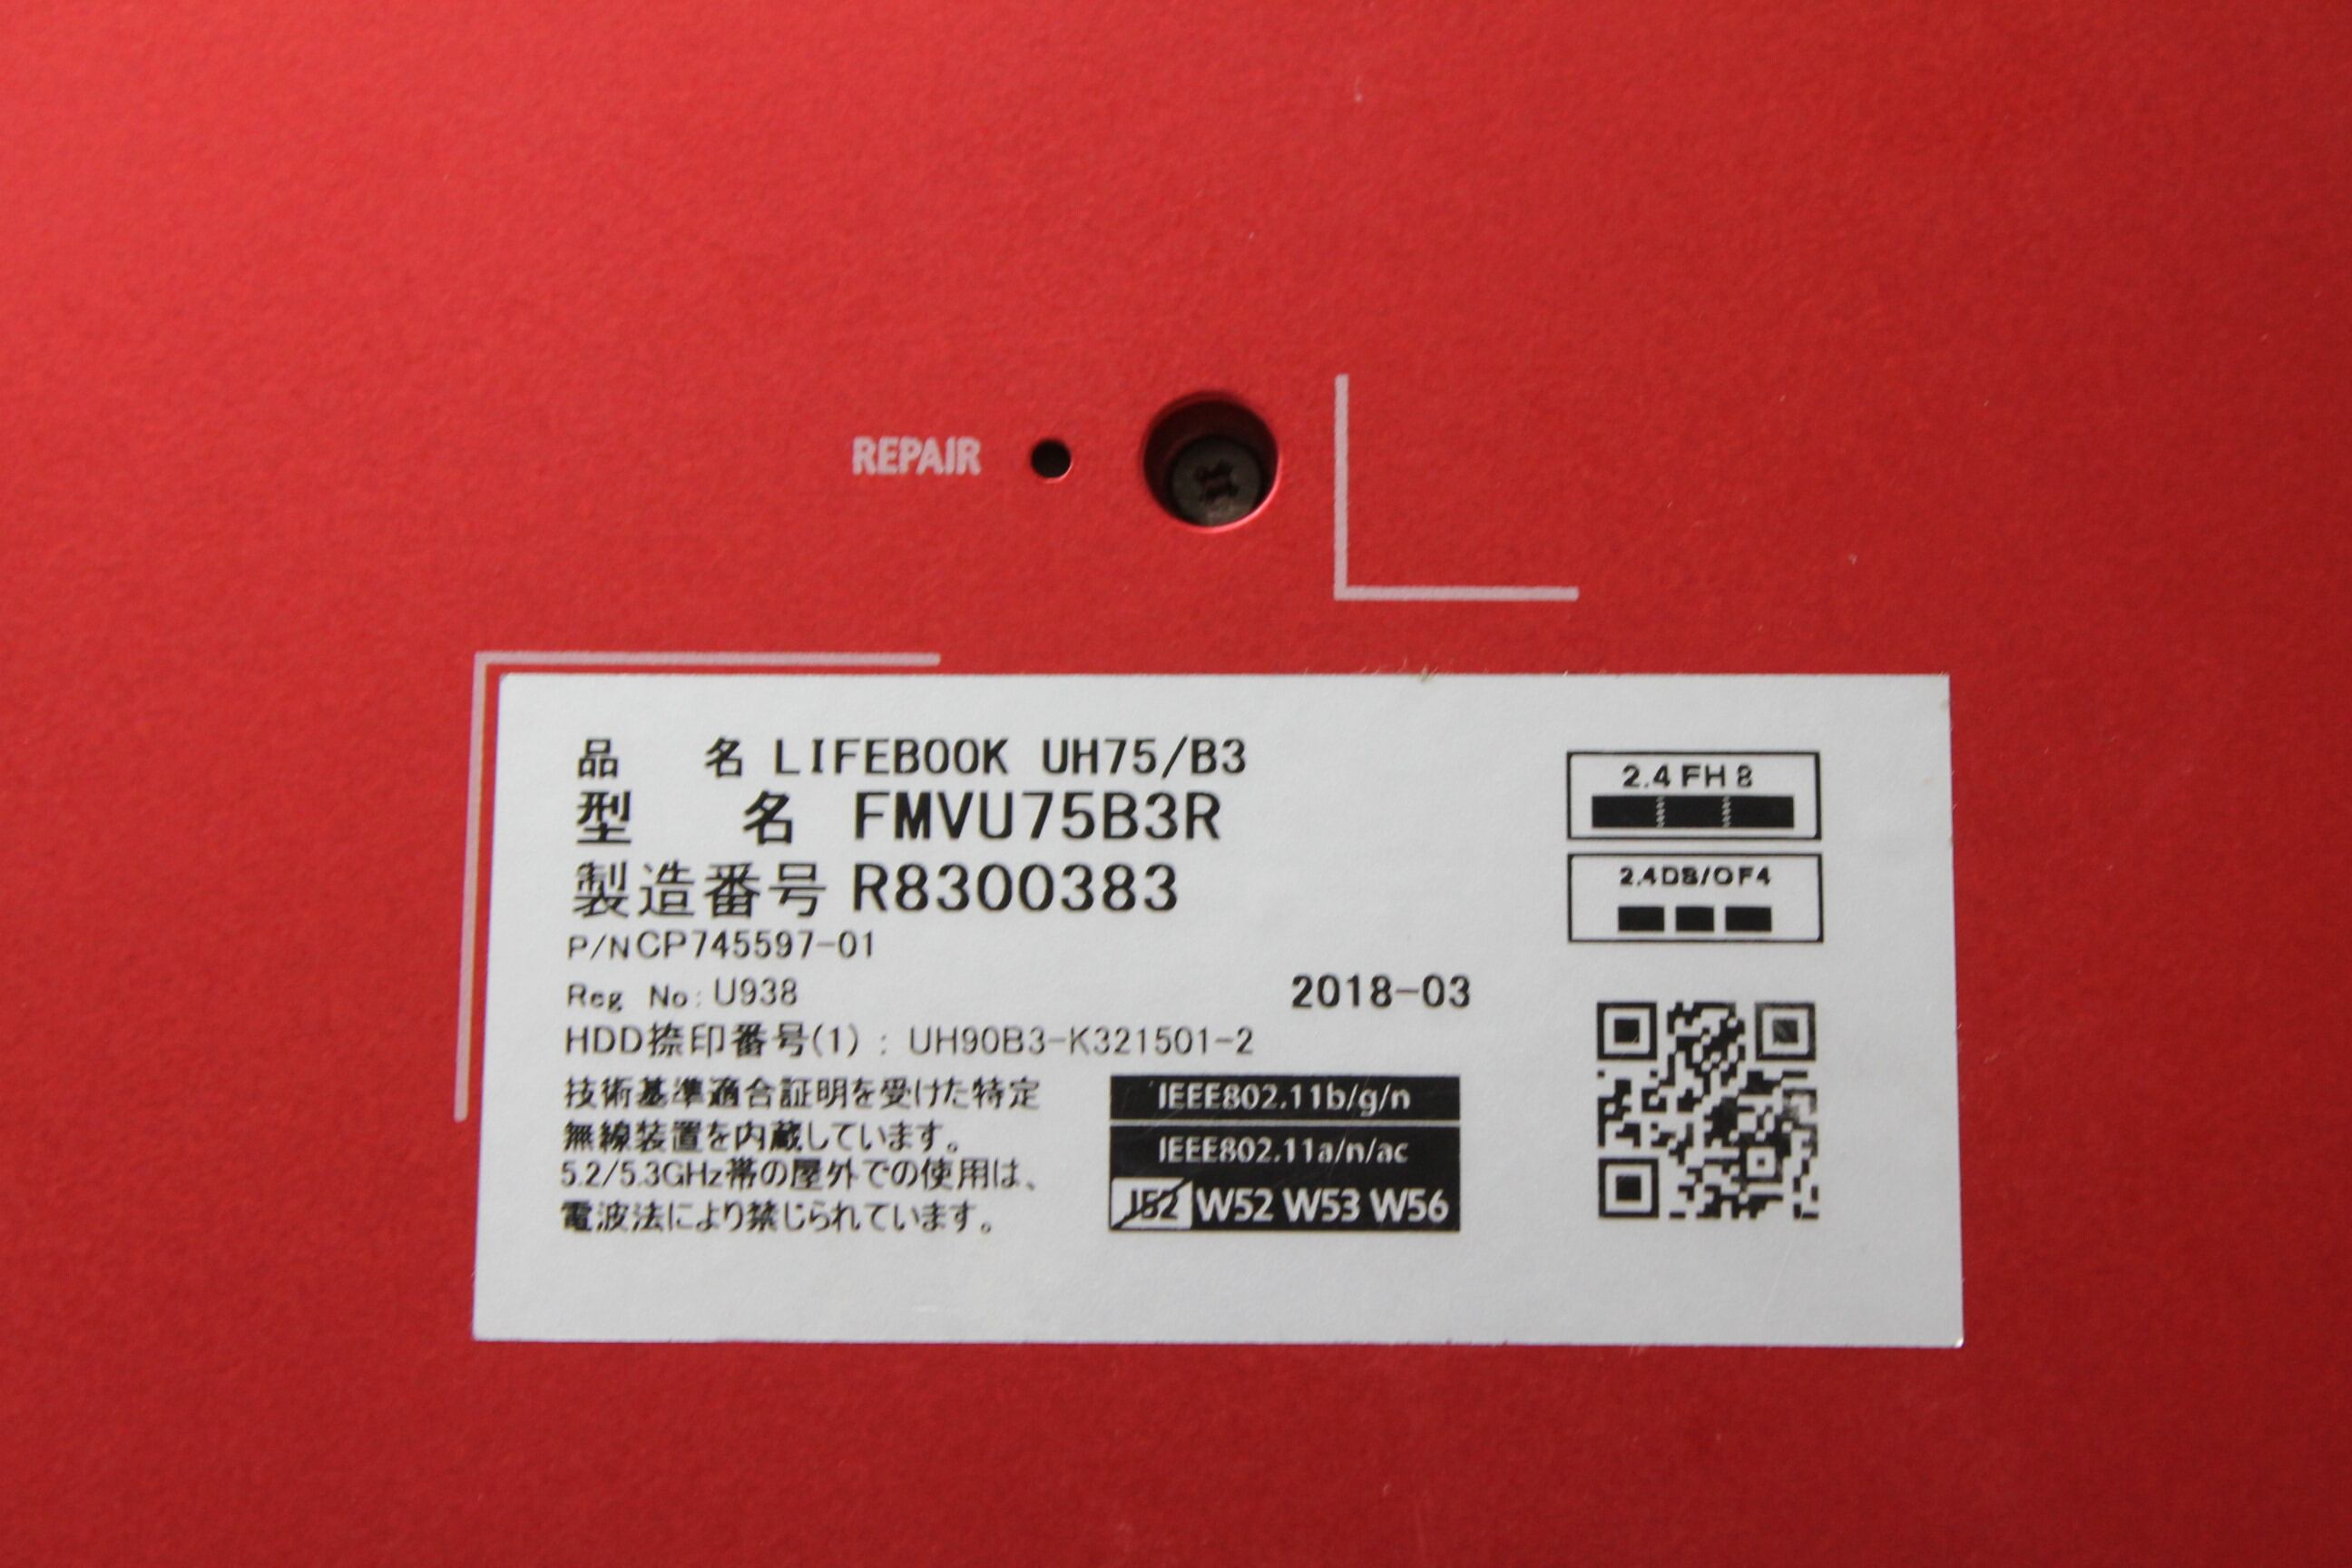 REPAIR
品 名 LIFEBOOK UH75/B3
型 名 FMVU75B3R
製造番号 R8300383
P/N CP745597-01
Reg No: U938
2018-03
HDD捺印番号(1) : UH90B3-K321501-2
技術基準適合証明を受けた特定
無線装置を内蔵しています。
5.2/5.3GHz帯の屋外での使用は、
電波法により禁じられています。
IEEE802.11b/g/n
IEEE802.11a/n/ac
J52 W52 W53 W56
2.4 FH 8
2.4DS/OF4